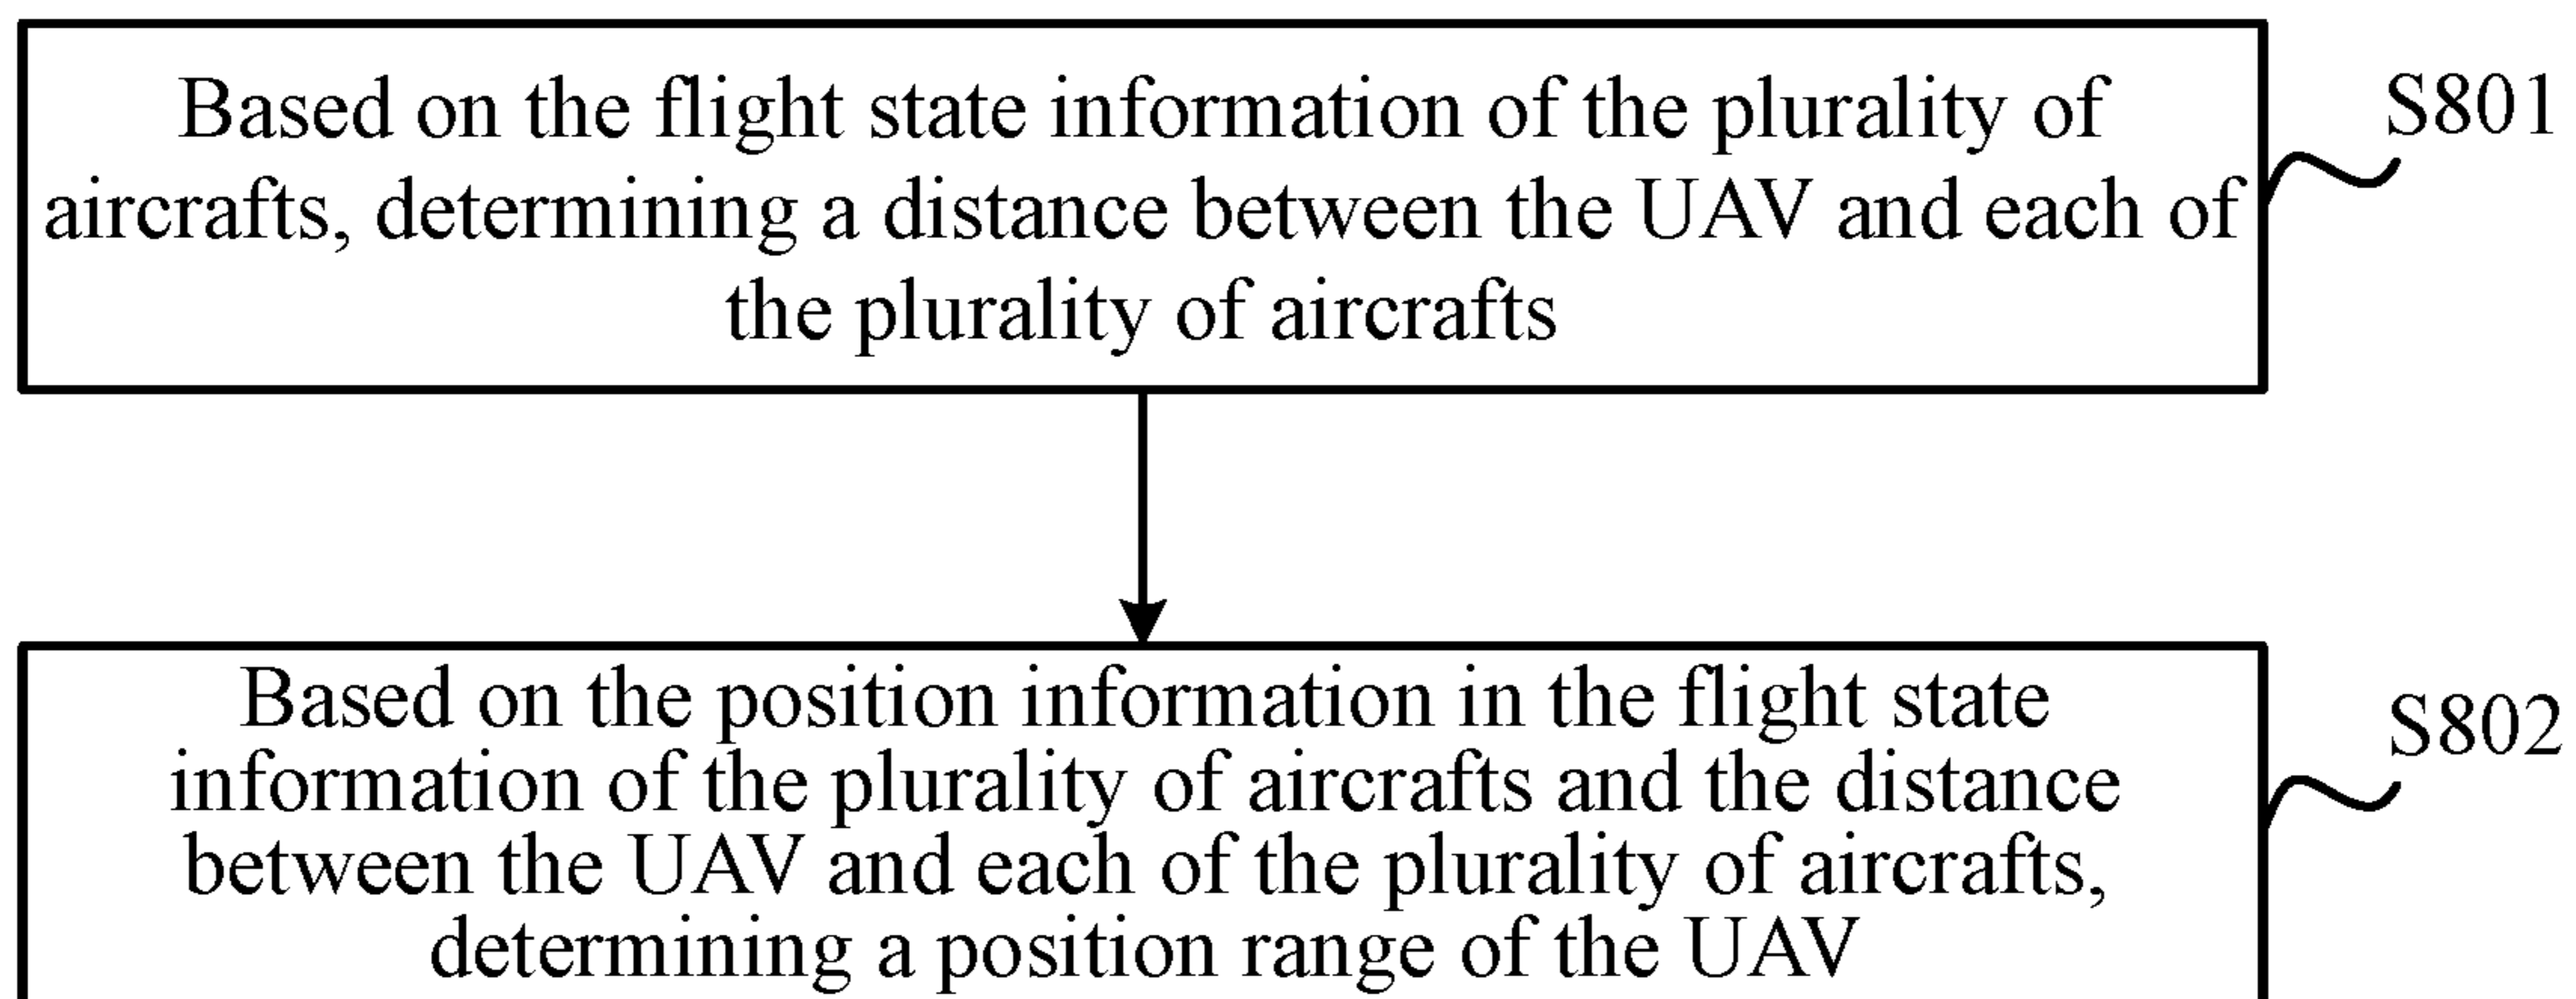 Based on the flight state information of the plurality of
aircrafts, determining a distance between the UAV and each of
the plurality of aircrafts
S801
Based on the position information in the flight state
information of the plurality of aircrafts and the distance
between the UAV and each of the plurality of aircrafts,
determining a position range of the UAV
S802